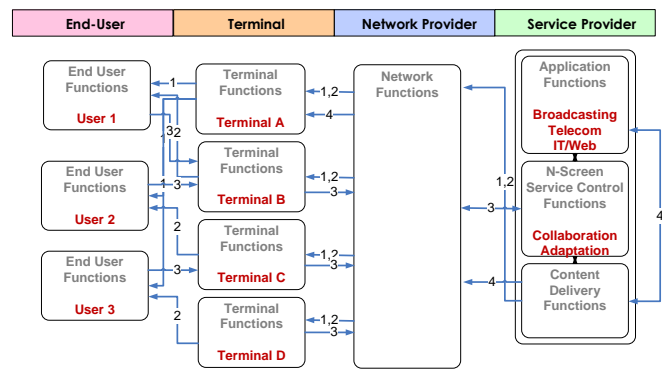 End-User
Terminal
Network Provider
Service Provider
End User
Functions
User 1
End User
Functions
User 2
End User
Functions
User 3
Terminal
Functions
Terminal A
Terminal
Functions
Terminal B
Terminal
Functions
Terminal C
Terminal
Functions
Terminal D
Network
Functions
Application
Functions
Broadcasting
Telecom
IT/Web
N-Screen
Service Control
Functions
Collaboration
Adaptation
Content
Delivery
Functions
1
3
2
1
3
2
3
2
1,2
4
1,2
3
1,2
3
1,2
3
1,2
3
4
4